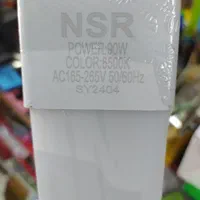 NSR
POWER:90W
COLOR:6500K
AC165-265V 50/60Hz
SY2404